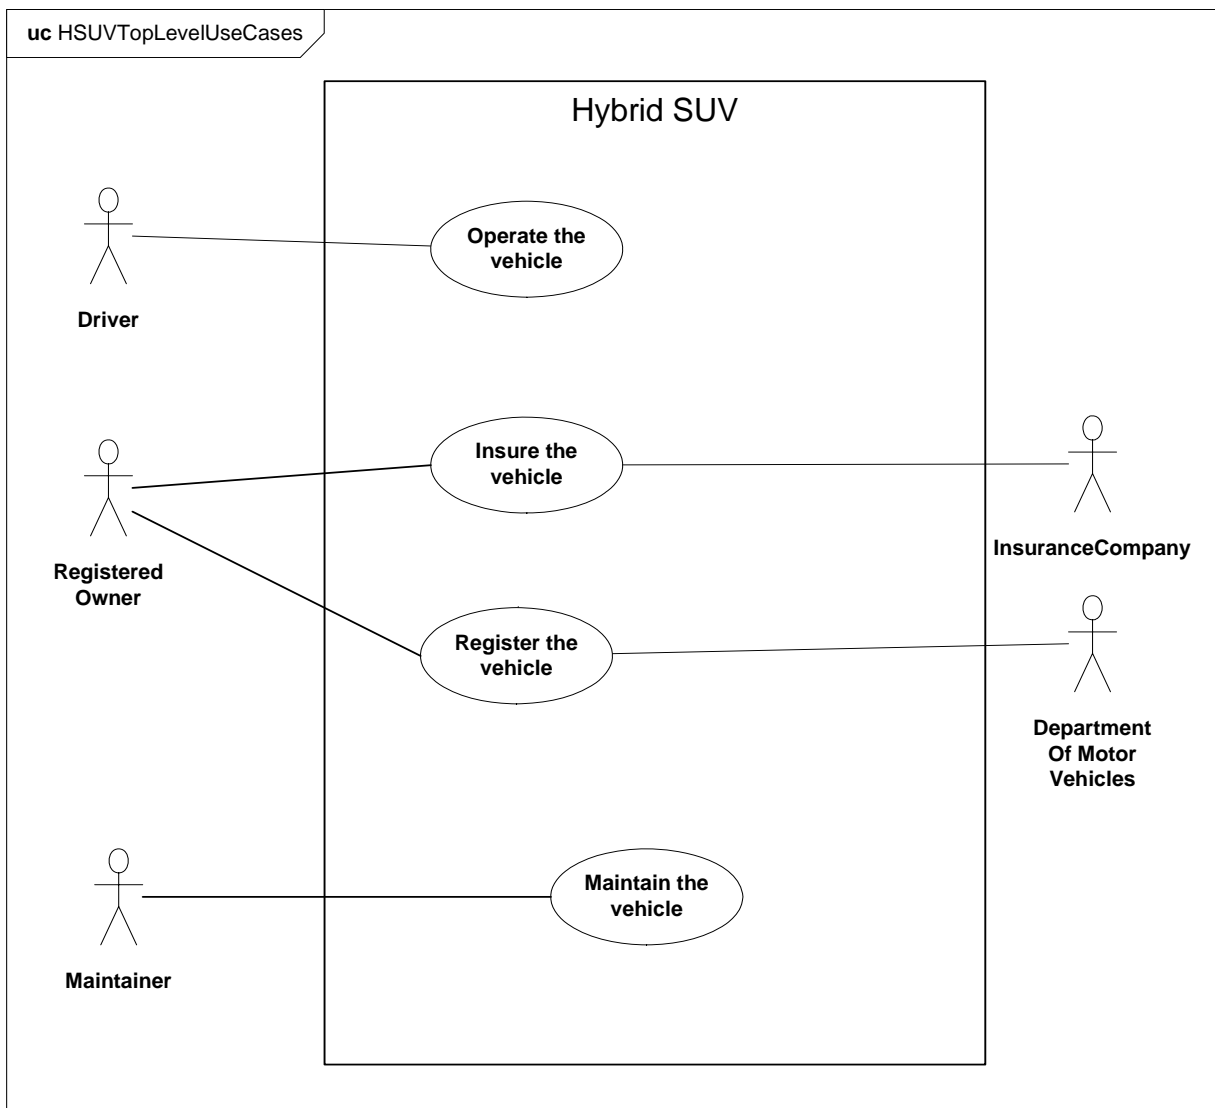 uc HSUVTopLevelUseCases
Hybrid SUV
Operate the
vehicle
Driver
Insure the
vehicle
InsuranceCompany
Registered
Owner
Register the
vehicle
Department
Of Motor
Vehicles
Maintain the
vehicle
Maintainer